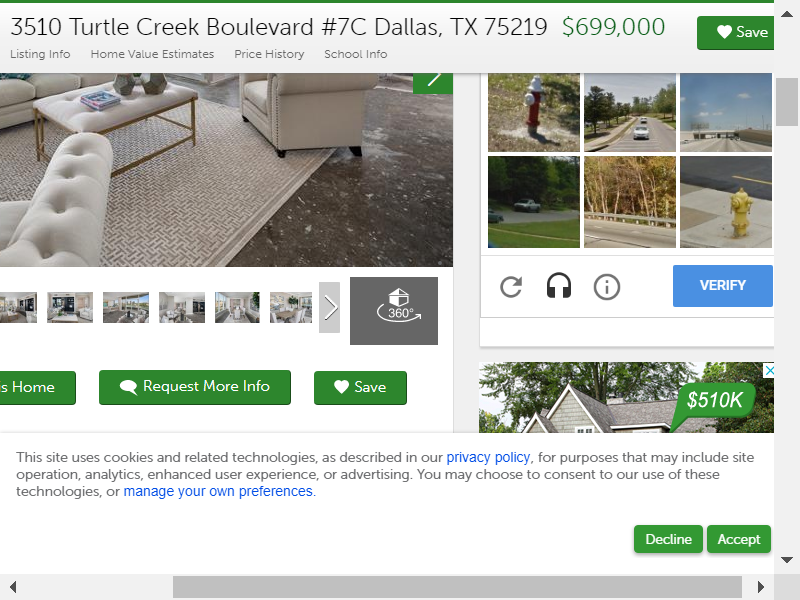 3510 Turtle Creek Boulevard #7C Dallas, TX 75219 $699,000
Save
Listing Info Home Value Estimates Price History School Info
VERIFY
360°
s Home
Request More Info
Save
$510K
This site uses cookies and related technologies, as described in our privacy policy, for purposes that may include site
operation, analytics, enhanced user experience, or advertising. You may choose to consent to our use of these
technologies, or manage your own preferences.
Decline
Accept